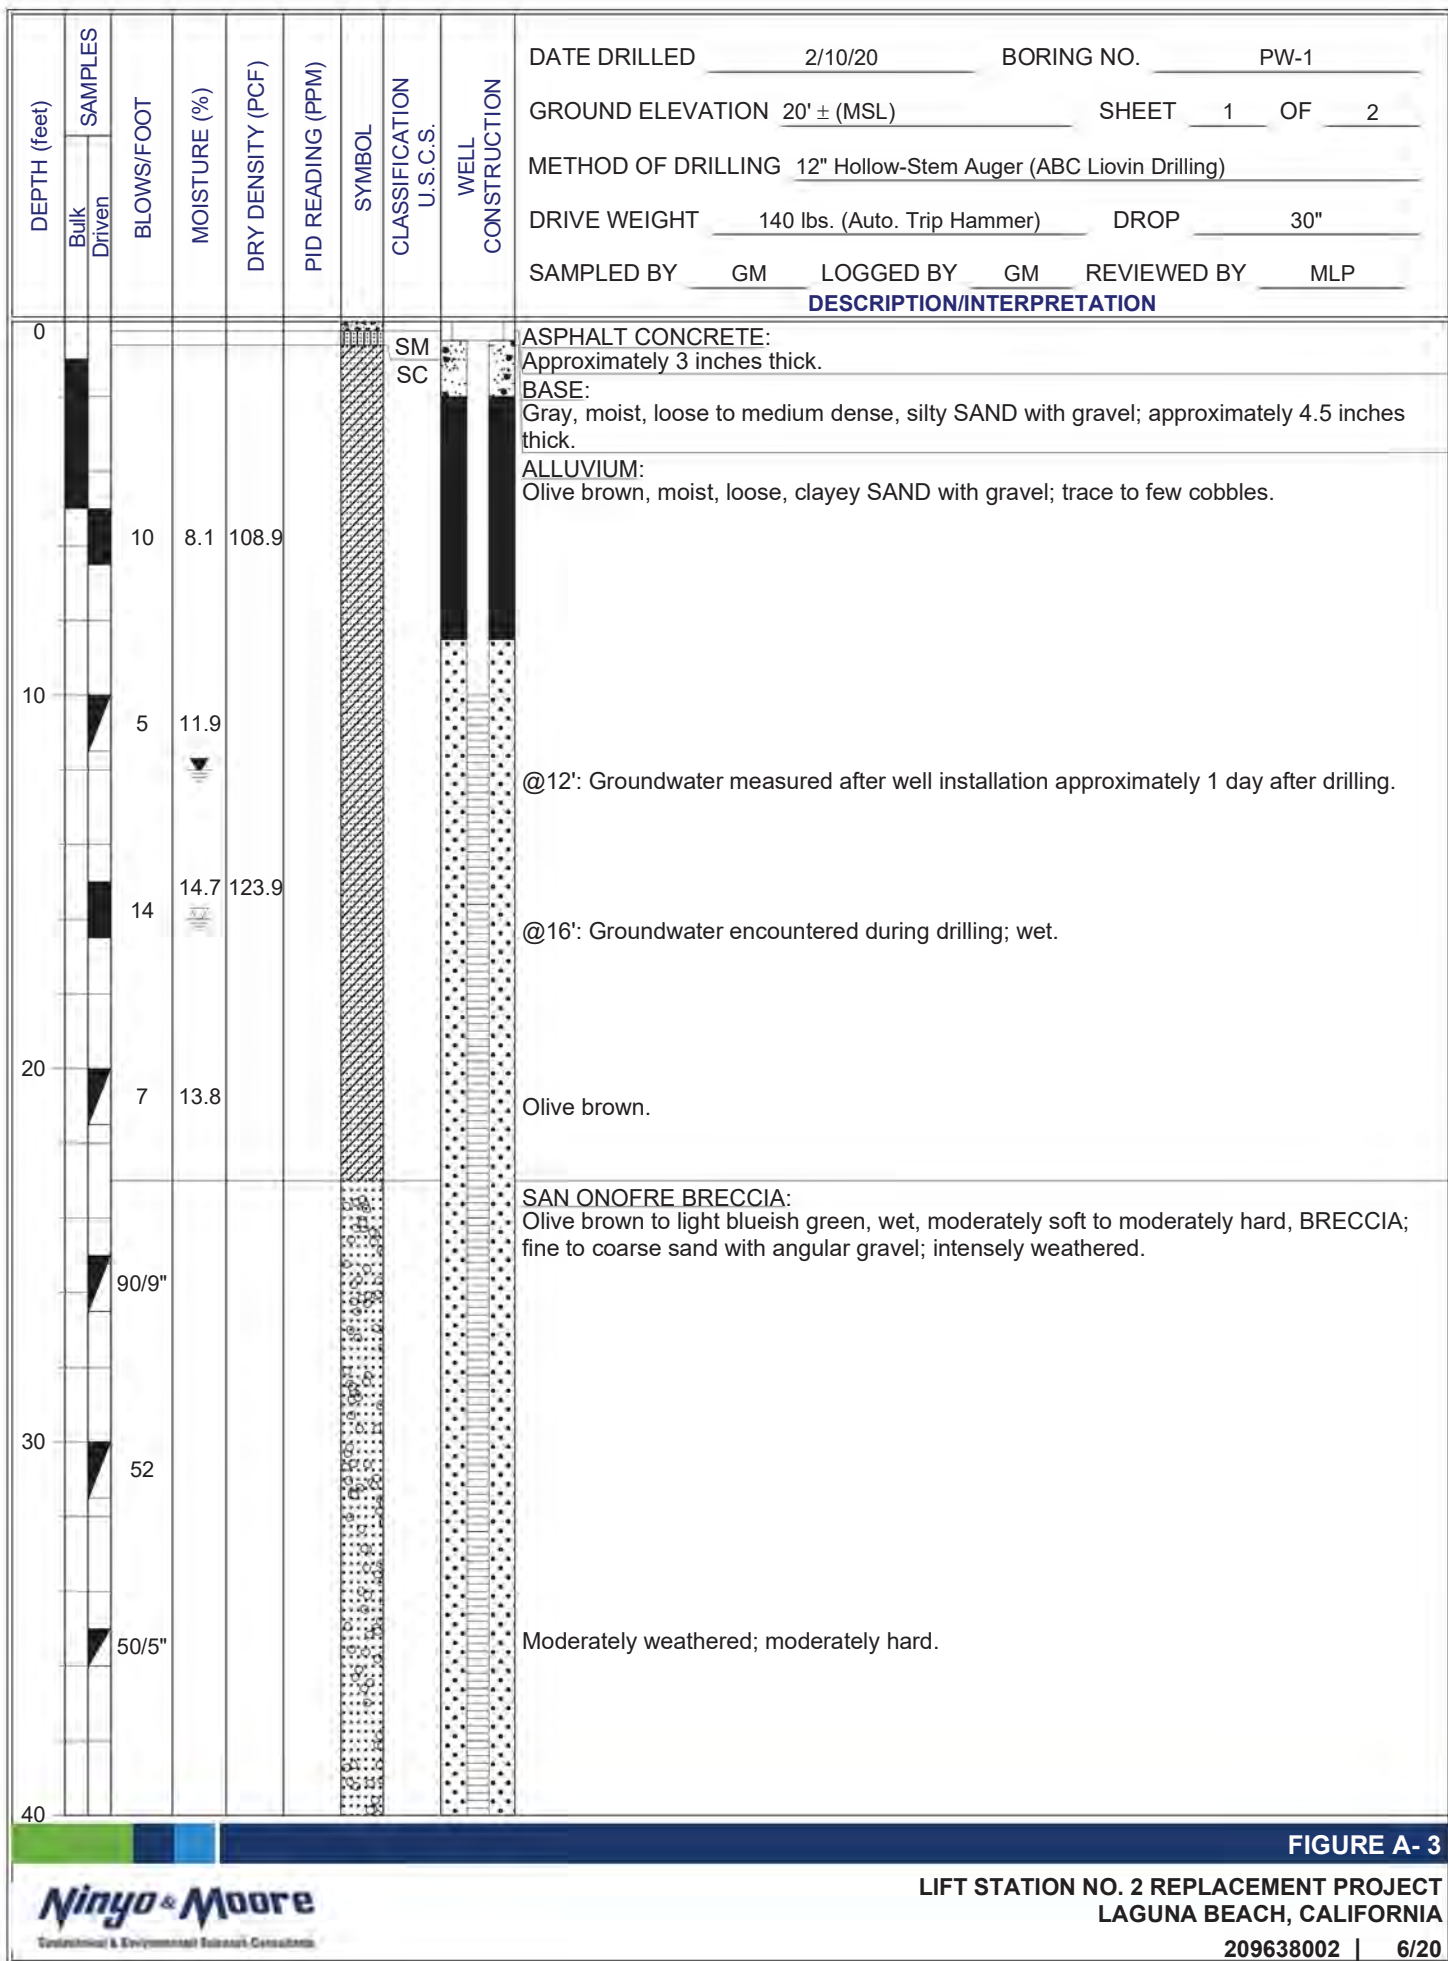 DEPTH (feet)
SAMPLES
Bulk
Driven
BLOWS/FOOT
MOISTURE (%)
DRY DENSITY (PCF)
PID READING (PPM)
SYMBOL
CLASSIFICATION
U.S.C.S.
WELL
CONSTRUCTION
DATE DRILLED 2/10/20 BORING NO. PW-1
GROUND ELEVATION 20' ± (MSL) SHEET 1 OF 2
METHOD OF DRILLING 12" Hollow-Stem Auger (ABC Liovin Drilling)
DRIVE WEIGHT 140 lbs. (Auto. Trip Hammer) DROP 30"
SAMPLED BY GM LOGGED BY GM REVIEWED BY MLP
DESCRIPTION/INTERPRETATION
0
SM
SC
ASPHALT CONCRETE:
Approximately 3 inches thick.
BASE:
Gray, moist, loose to medium dense, silty SAND with gravel; approximately 4.5 inches
thick.
ALLUVIUM:
Olive brown, moist, loose, clayey SAND with gravel; trace to few cobbles.
10 8.1 108.9
10
5 11.9
@12': Groundwater measured after well installation approximately 1 day after drilling.
14.7 123.9
14
@16': Groundwater encountered during drilling; wet.
20
7 13.8
Olive brown.
SAN ONOFRE BRECCIA:
Olive brown to light blueish green, wet, moderately soft to moderately hard, BRECCIA;
fine to coarse sand with angular gravel; intensely weathered.
90/9"
30
52
50/5"
Moderately weathered; moderately hard.
40
FIGURE A- 3
Ninyo & Moore
Geotechnical & Environmental Sciences Consultants
LIFT STATION NO. 2 REPLACEMENT PROJECT
LAGUNA BEACH, CALIFORNIA
209638002 | 6/20